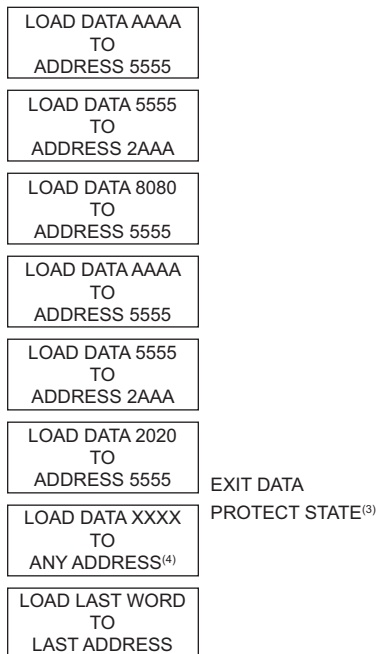 LOAD DATA AAAA
TO
ADDRESS 5555
LOAD DATA 5555
TO
ADDRESS 2AAA
LOAD DATA 8080
TO
ADDRESS 5555
LOAD DATA AAAA
TO
ADDRESS 5555
LOAD DATA 5555
TO
ADDRESS 2AAA
LOAD DATA 2020
TO
ADDRESS 5555
EXIT DATA
PROTECT STATE(3)
LOAD DATA XXXX
TO
ANY ADDRESS(4)
LOAD LAST WORD
TO
LAST ADDRESS